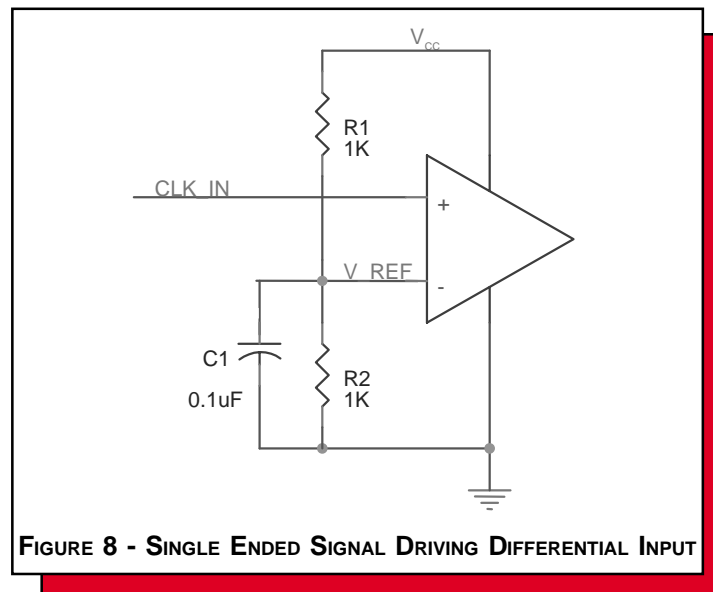 Vcc
R1
1K
CLK_IN
+
V_REF
-
C1
0.1uF
R2
1K
FIGURE 8 - SINGLE ENDED SIGNAL DRIVING DIFFERENTIAL INPUT